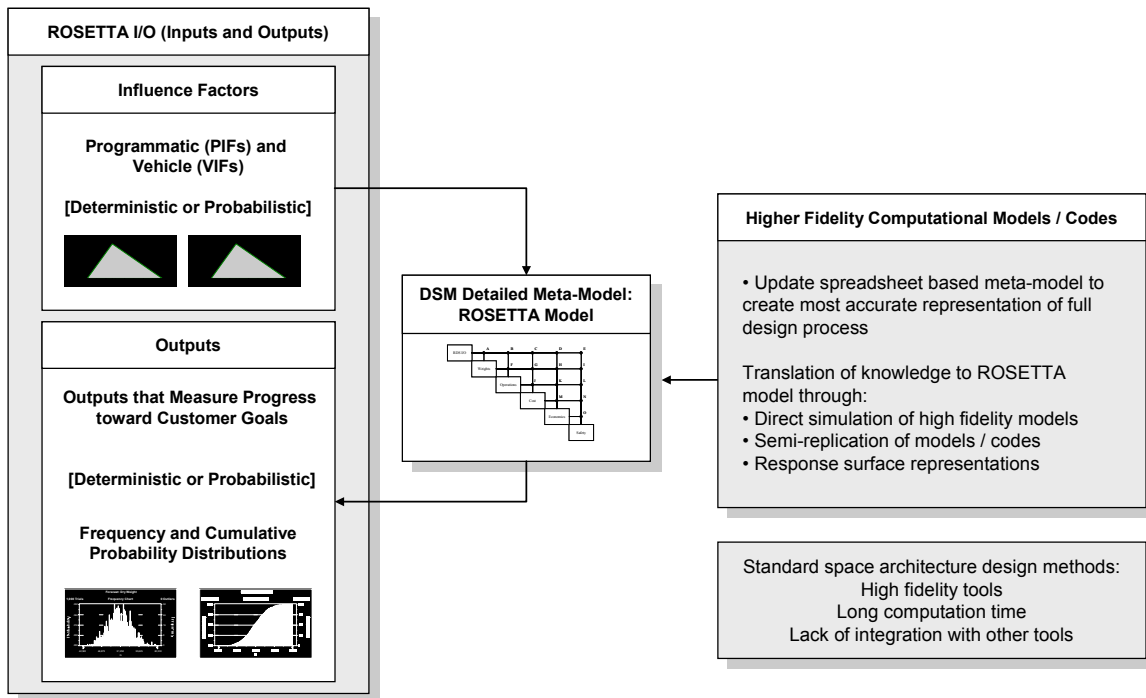 ROSETTA I/O (Inputs and Outputs)
Influence Factors
Programmatic (PIFs) and
Vehicle (VIFs)
[Deterministic or Probabilistic]
Outputs
Outputs that Measure Progress
toward Customer Goals
[Deterministic or Probabilistic]
Frequency and Cumulative
Probability Distributions
Frequency Chart
DSM Detailed Meta-Model:
ROSETTA Model
A B C D E
Weights F G H I
Operations J K L
Cost M N
Economics O
Safety
Higher Fidelity Computational Models / Codes
• Update spreadsheet based meta-model to
create most accurate representation of full
design process
Translation of knowledge to ROSETTA
model through:
• Direct simulation of high fidelity models
• Semi-replication of models / codes
• Response surface representations
Standard space architecture design methods:
High fidelity tools
Long computation time
Lack of integration with other tools